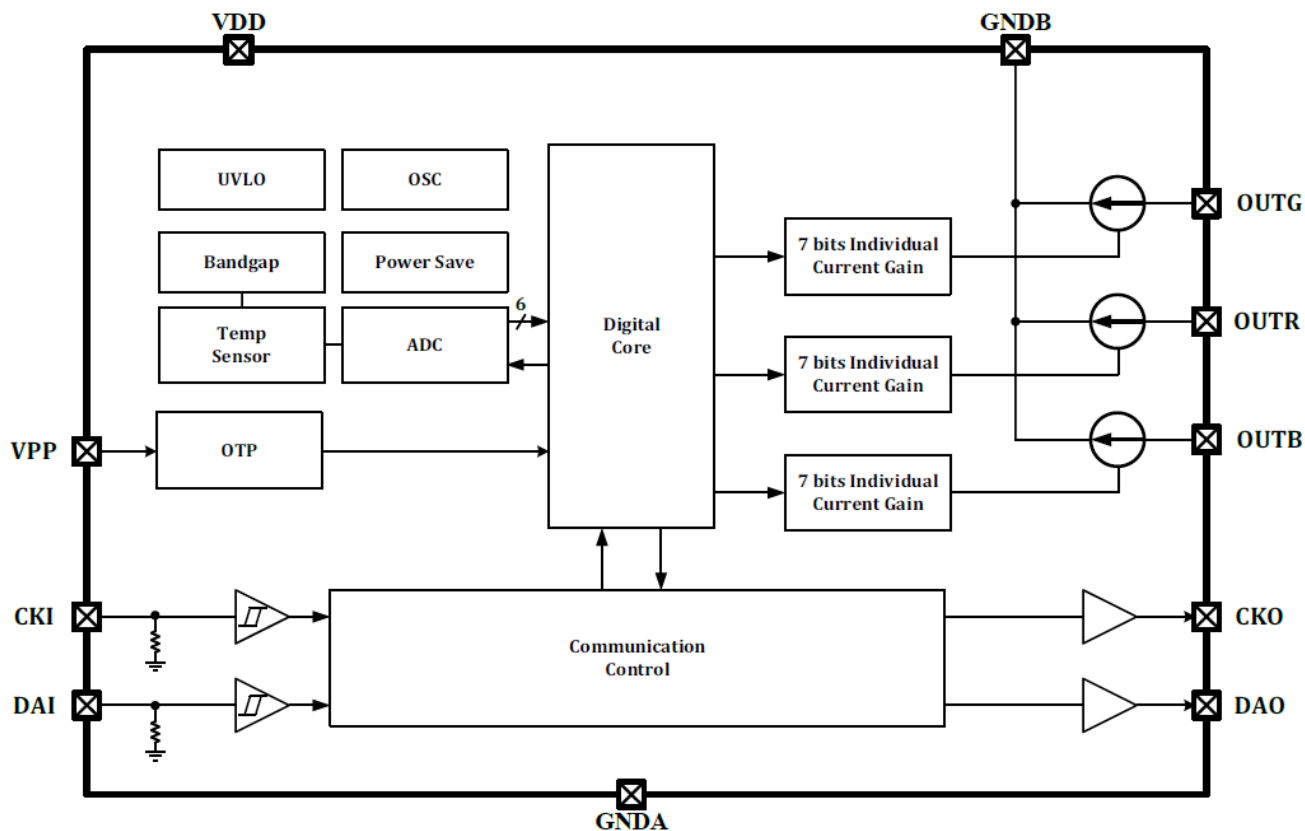 VDD
GNDB
UVLO
OSC
OUTG
7 bits Individual
Current Gain
Bandgap
Power Save
6
Temp
Sensor
ADC
Digital
Core
OUTR
7 bits Individual
Current Gain
VPP
OTP
OUTB
7 bits Individual
Current Gain
CKI
CKO
Communication
Control
DAI
DAO
GNDA